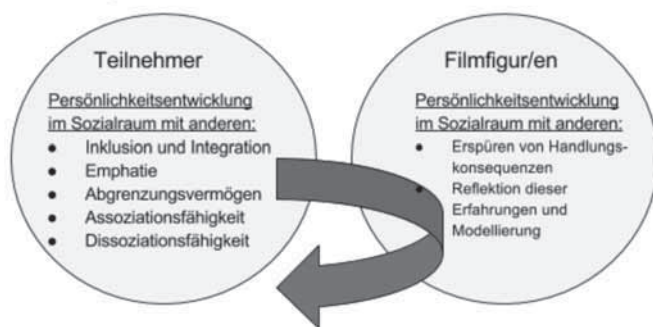 Teilnehmer
Persönlichkeitsentwicklung
im Sozialraum mit anderen:
● Inklusion und Integration
● Emphatie
● Abgrenzungsvermögen
● Assoziationsfähigkeit
● Dissoziationsfähigkeit
Filmfigur/en
Persönlichkeitsentwicklung
im Sozialraum mit anderen:
● Erspüren von Handlungs-
konsequenzen
● Reflektion dieser
Erfahrungen und
Modellierung